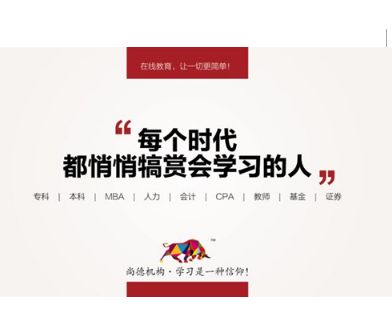 在线教育，让一切更简单！
“每个时代
都悄悄犒赏会学习的人”
专科 | 本科 | MBA | 人力 | 会计 | CPA | 教师 | 基金 | 证券
TM
尚德机构·学习是一种信仰！